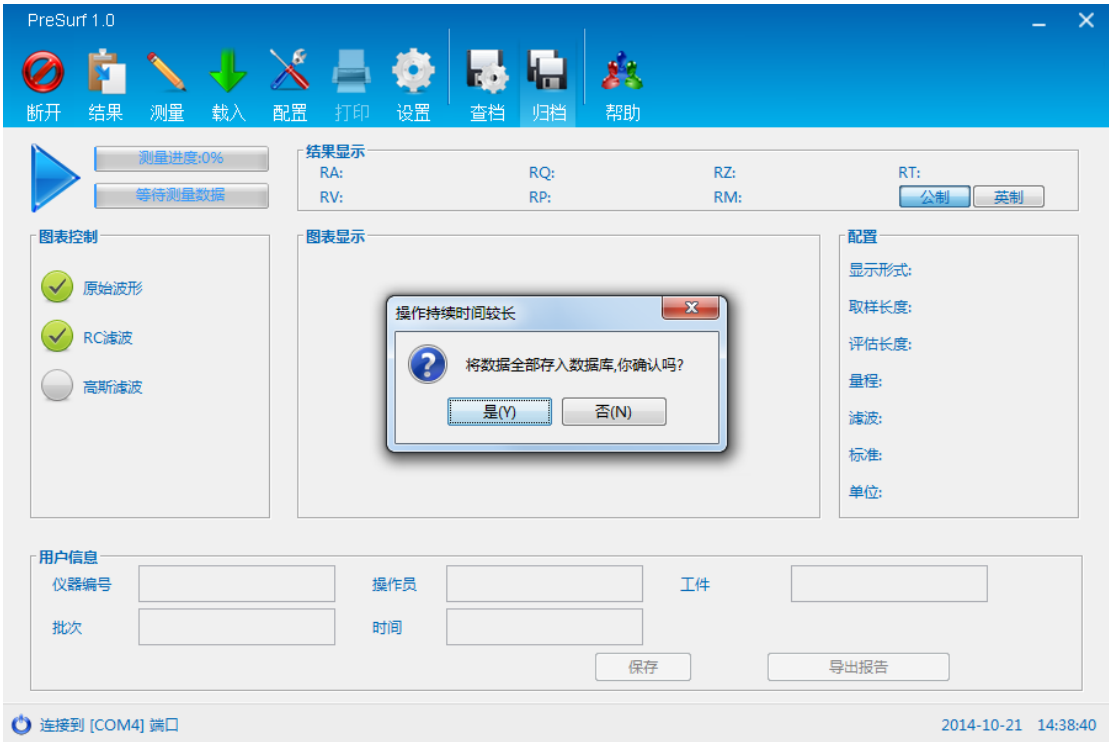 PreSurf 1.0
断开 结果 测量 载入 配置 打印 设置 查档 归档 帮助
测量进度:0%
等待测量数据
结果显示
RA: RQ: RZ: RT:
RV: RP: RM: 公制 英制
图表控制
原始波形
RC滤波
高斯滤波
图表显示
操作持续时间较长
将数据全部存入数据库,你确认吗?
是(Y) 否(N)
配置
显示形式:
取样长度:
评估长度:
量程:
滤波:
标准:
单位:
用户信息
仪器编号 操作员 工件
批次 时间
保存 导出报告
连接到 [COM4] 端口 2014-10-21 14:38:40